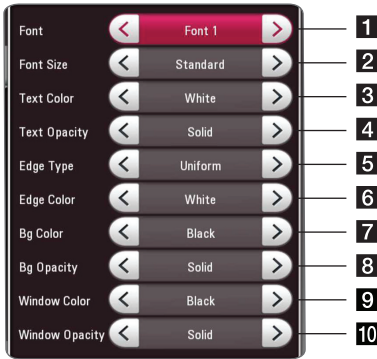 Font < Font 1 > 1
Font Size < Standard > 2
Text Color < White > 3
Text Opacity < Solid > 4
Edge Type < Uniform > 5
Edge Color < White > 6
Bg Color < Black > 7
Bg Opacity < Solid > 8
Window Color < Black > 9
Window Opacity < Solid > 10